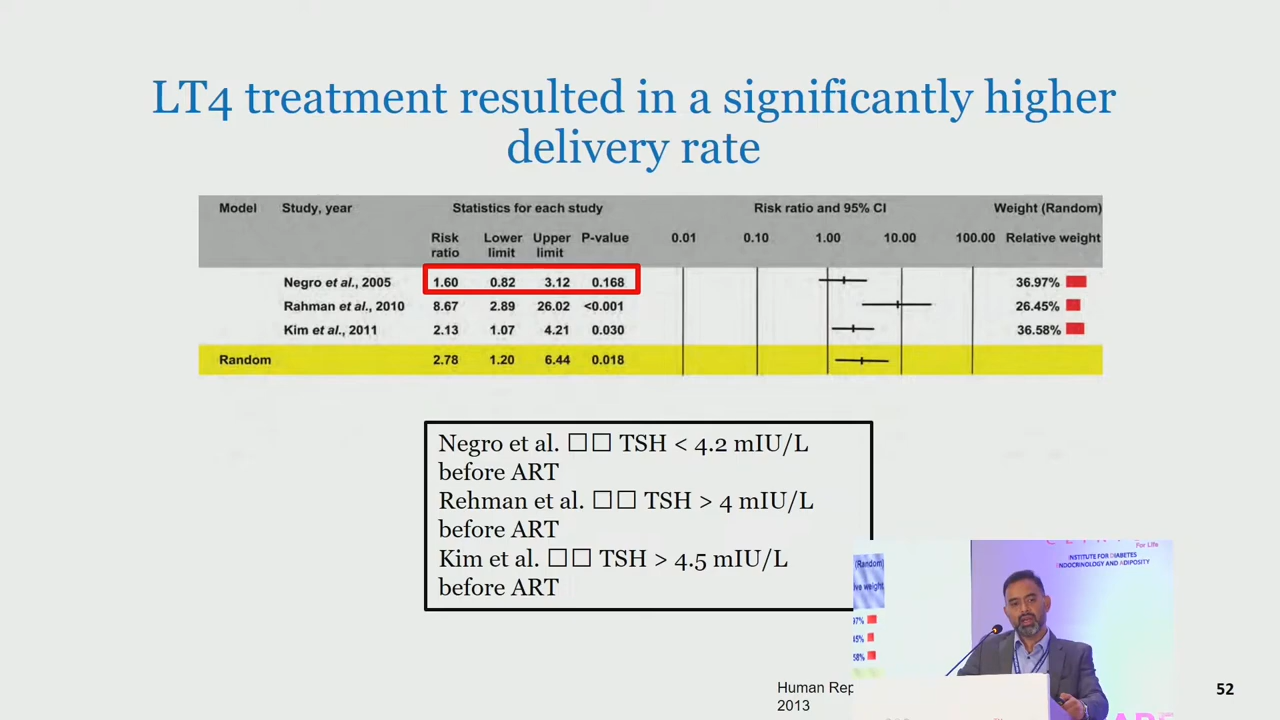 LT4 treatment resulted in a significantly higher
delivery rate
Model Study, year Statistics for each study Risk ratio and 95% CI Weight (Random)
Risk ratio Lower limit Upper limit P-value 0.01 0.10 1.00 10.00 100.00 Relative weight
Negro et al., 2005 1.60 0.82 3.12 0.168 36.97%
Rahman et al., 2010 8.67 2.89 26.02 <0.001 26.45%
Kim et al., 2011 2.13 1.07 4.21 0.030 36.58%
Random 2.78 1.20 6.44 0.018
Negro et al. □□ TSH < 4.2 mIU/L
before ART
Rehman et al. □□ TSH > 4 mIU/L
before ART
Kim et al. □□ TSH > 4.5 mIU/L
before ART
For Life
INSTITUTE FOR DIABETES
ENDOCRINOLOGY AND ADIPOSITY
(Random)
Human Rep
2013
52